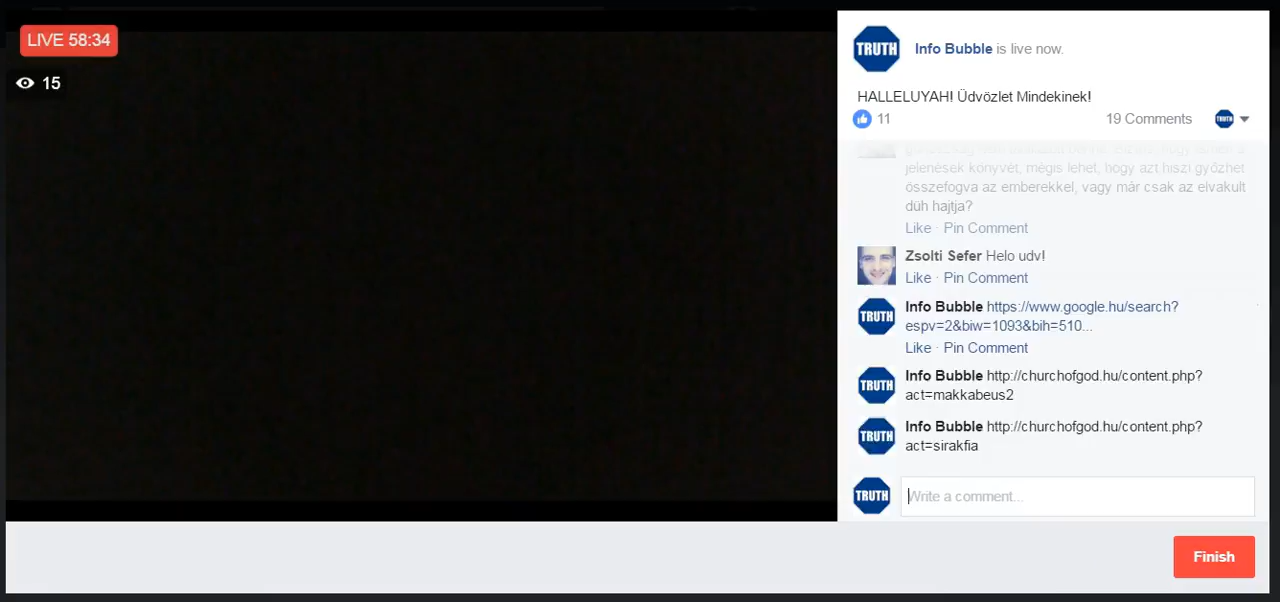 LIVE 58:34
15
TRUTH
Info Bubble is live now.
HALLELUYAH! Üdvözlet Mindekinek!
11
19 Comments
TRUTH
jelenések könyvét, mégis lehet, hogy azt hiszi győzhet
összefogva az emberekkel, vagy már csak az elvakult
düh hajtja?
Like · Pin Comment
Zsolti Sefer Helo udv!
Like · Pin Comment
TRUTH
Info Bubble https://www.google.hu/search?
espv=2&biw=1093&bih=510...
Like · Pin Comment
TRUTH
Info Bubble http://churchofgod.hu/content.php?
act=makkabeus2
TRUTH
Info Bubble http://churchofgod.hu/content.php?
act=sirakfia
TRUTH
Write a comment...
Finish